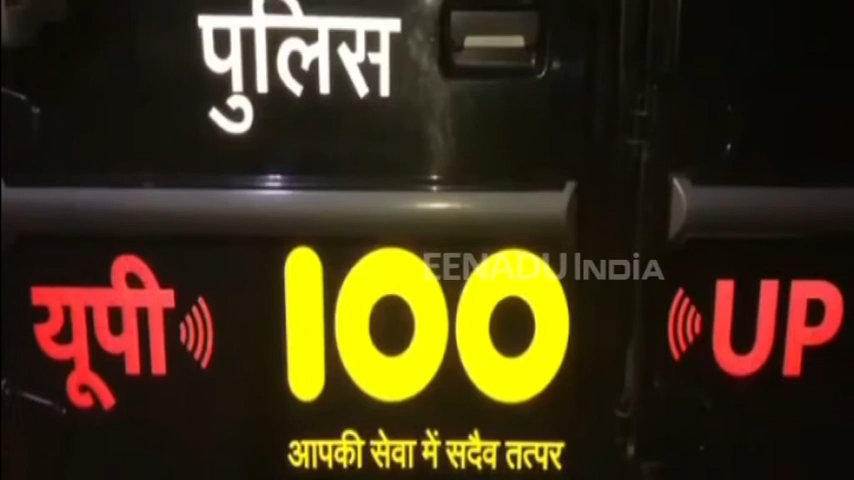 पुलिस
यूपी 100 UP
EENADU INDIA
आपकी सेवा में सदैव तत्पर